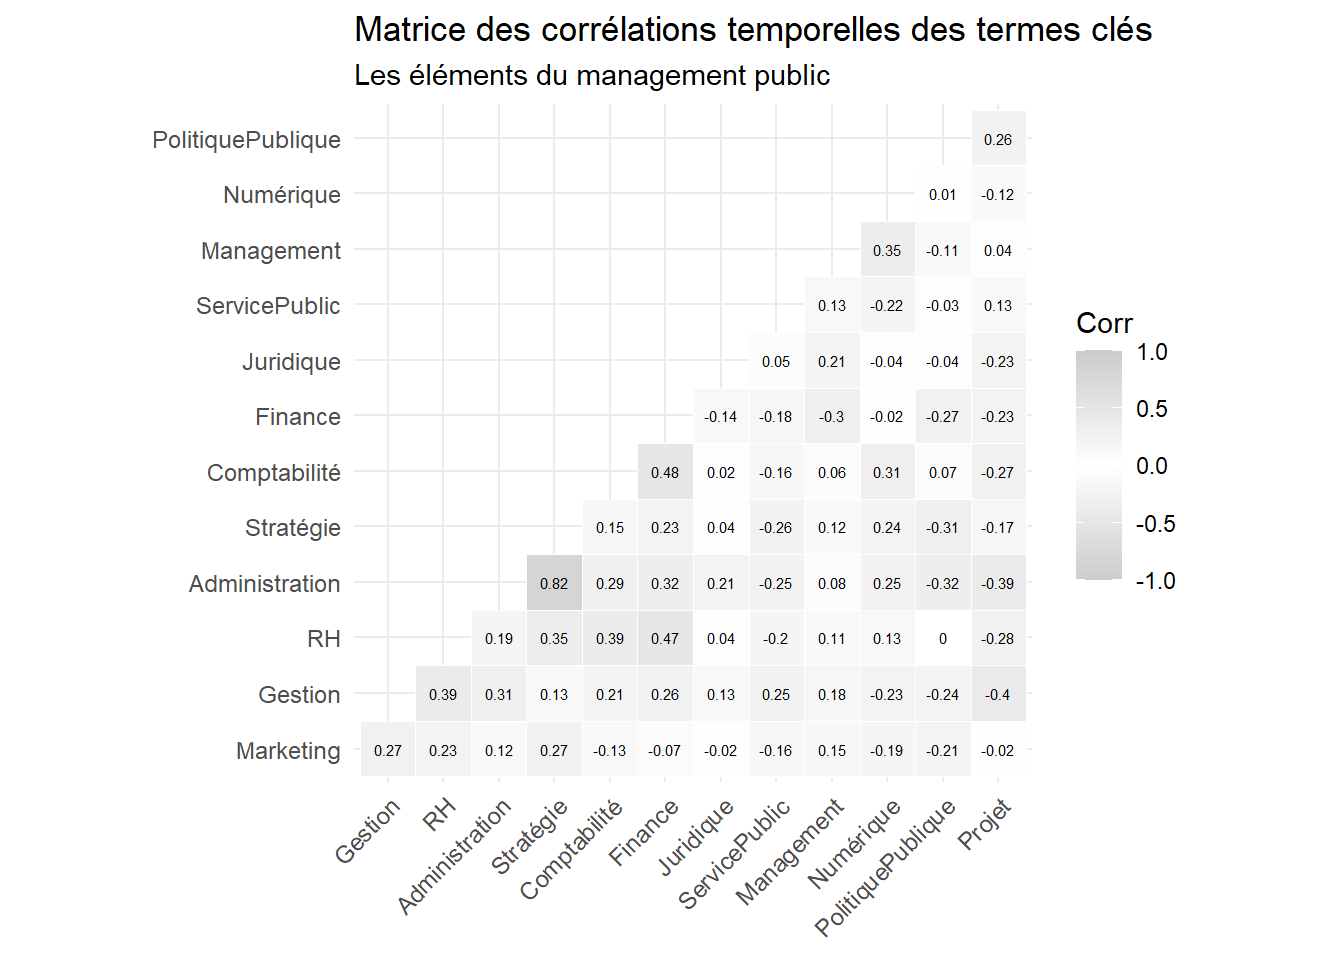 Matrice des corrélations temporelles des termes clés
Les éléments du management public
PolitiquePublique 0.26
Numérique 0.01 -0.12
Management 0.35 -0.11 0.04
ServicePublic 0.13 -0.22 -0.03 0.13
Juridique 0.05 0.21 -0.04 -0.04 -0.23
Finance -0.14 -0.18 -0.3 -0.02 -0.27 -0.23
Comptabilité 0.48 0.02 -0.16 0.06 0.31 0.07 -0.27
Stratégie 0.15 0.23 0.04 -0.26 0.12 0.24 -0.31 -0.17
Administration 0.82 0.29 0.32 0.21 -0.25 0.08 0.25 -0.32 -0.39
RH 0.19 0.35 0.39 0.47 0.04 -0.2 0.11 0.13 0 -0.28
Gestion 0.39 0.31 0.13 0.21 0.26 0.13 0.25 0.18 -0.23 -0.24 -0.4
Marketing 0.27 0.23 0.12 0.27 -0.13 -0.07 -0.02 -0.16 0.15 -0.19 -0.21 -0.02
Gestion
RH
Administration
Stratégie
Comptabilité
Finance
Juridique
ServicePublic
Management
Numérique
PolitiquePublique
Projet
Corr
1.0
0.5
0.0
-0.5
-1.0